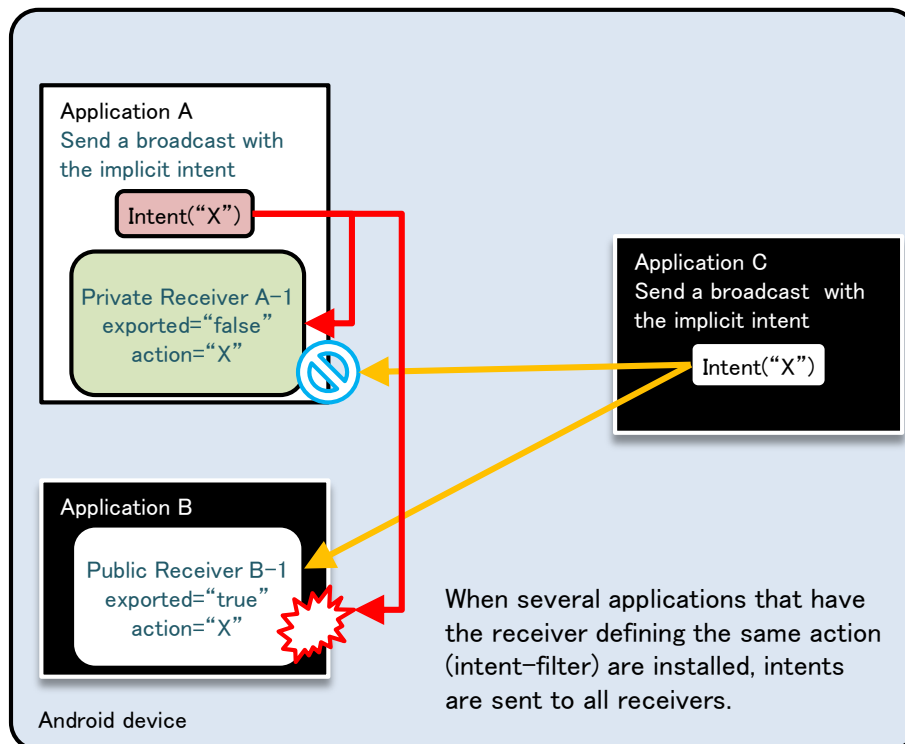 Application A
Send a broadcast with
the implicit intent
Intent(“X”)
Private Receiver A-1
exported=“false”
action=“X”
Application C
Send a broadcast  with
the implicit intent
Intent(“X”)
Application B
Public Receiver B-1
exported=“true”
action=“X”
When several applications that have
the receiver defining the same action
(intent-filter) are installed, intents
are sent to all receivers.
Android device